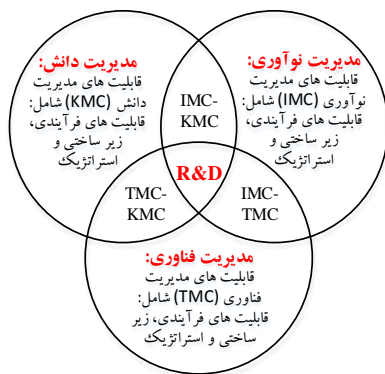 مدیریت دانش:
قابلیت های مدیریت
دانش (KMC) شامل:
قابلیت های فرآیندی،
زیر ساختی و
استراتژیک
IMC-
KMC
مدیریت نوآوری:
قابلیت های مدیریت
نوآوری (IMC) شامل:
قابلیت های فرآیندی،
زیر ساختی و
استراتژیک
R&D
TMC-
KMC
IMC-
TMC
مدیریت فناوری:
قابلیت های مدیریت
فناوری (TMC) شامل:
قابلیت های فرآیندی، زیر
ساختی و استراتژیک